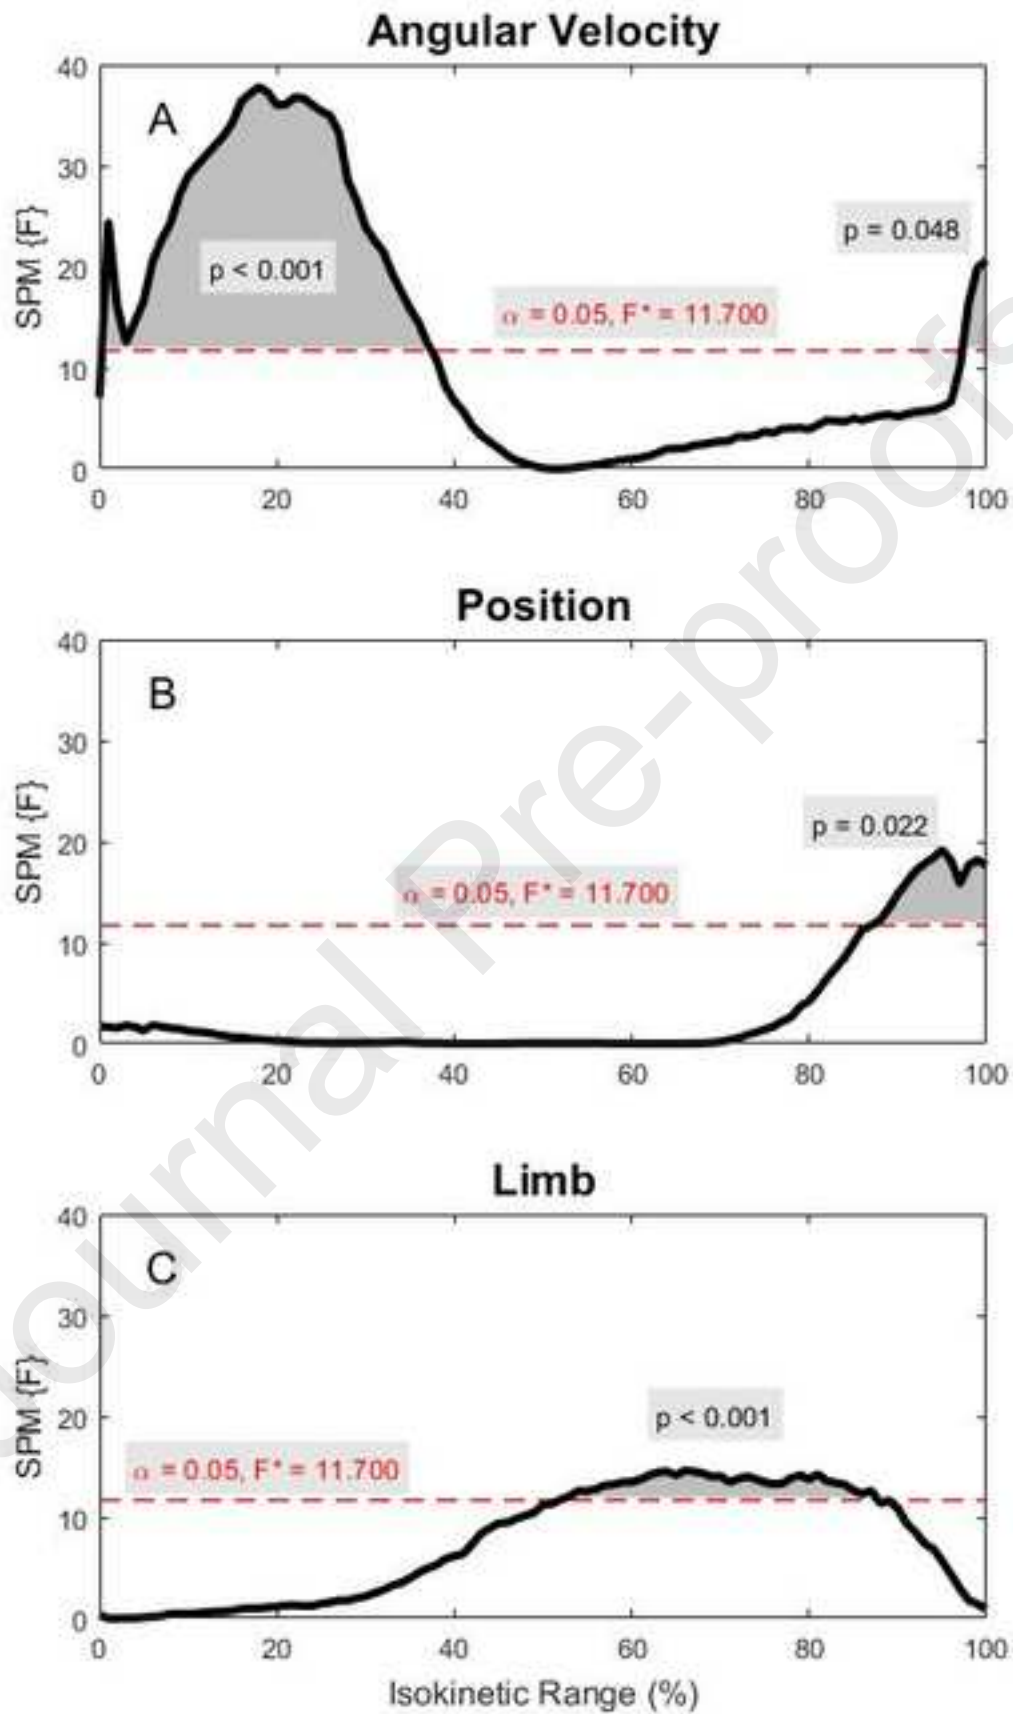 Angular Velocity
40
A
30
p = 0.048
p < 0.001
20
α = 0.05, F* = 11.700
10
0
SPM {F}
0 20 40 60 80 100
Position
40
B
30
p = 0.022
20
α = 0.05, F* = 11.700
10
0
SPM {F}
0 20 40 60 80 100
Limb
40
C
30
p < 0.001
20
α = 0.05, F* = 11.700
10
0
SPM {F}
0 20 40 60 80 100
Isokinetic Range (%)
Journal Pre-proofs